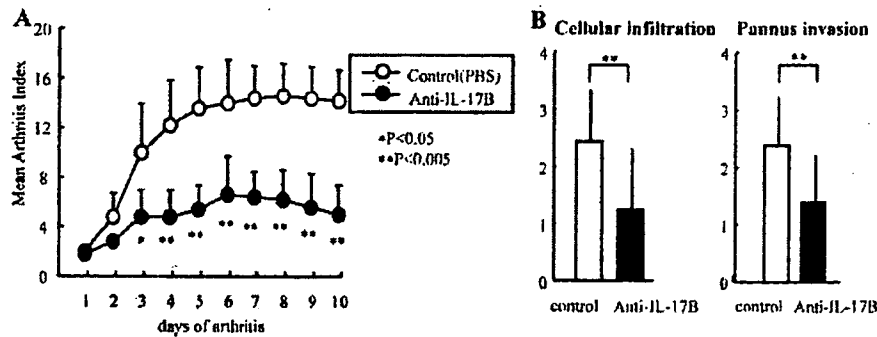 A
20
16
12
8
4
0
Mean Arthritis Index
1 2 3 4 5 6 7 8 9 10
days of arthritis
Control(PBS)
Anti-IL-17B
*P<0.05
**P<0.005
* ** ** ** ** ** ** **
B
Cellular infiltration
4
3
2
1
0
**
control Anti-IL-17B
Pannus invasion
4
3
2
1
0
**
control Anti-IL-17B